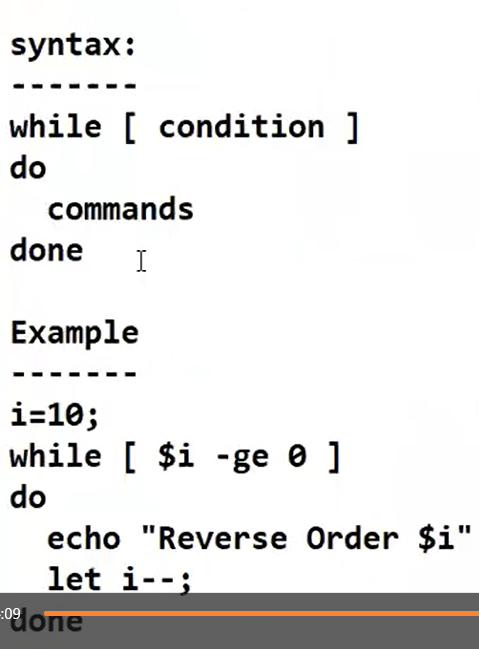 syntax:
-------
while [ condition ]
do
  commands
done
Example
-------
i=10;
while [ $i -ge 0 ]
do
  echo "Reverse Order $i"
  let i--;
:09
done